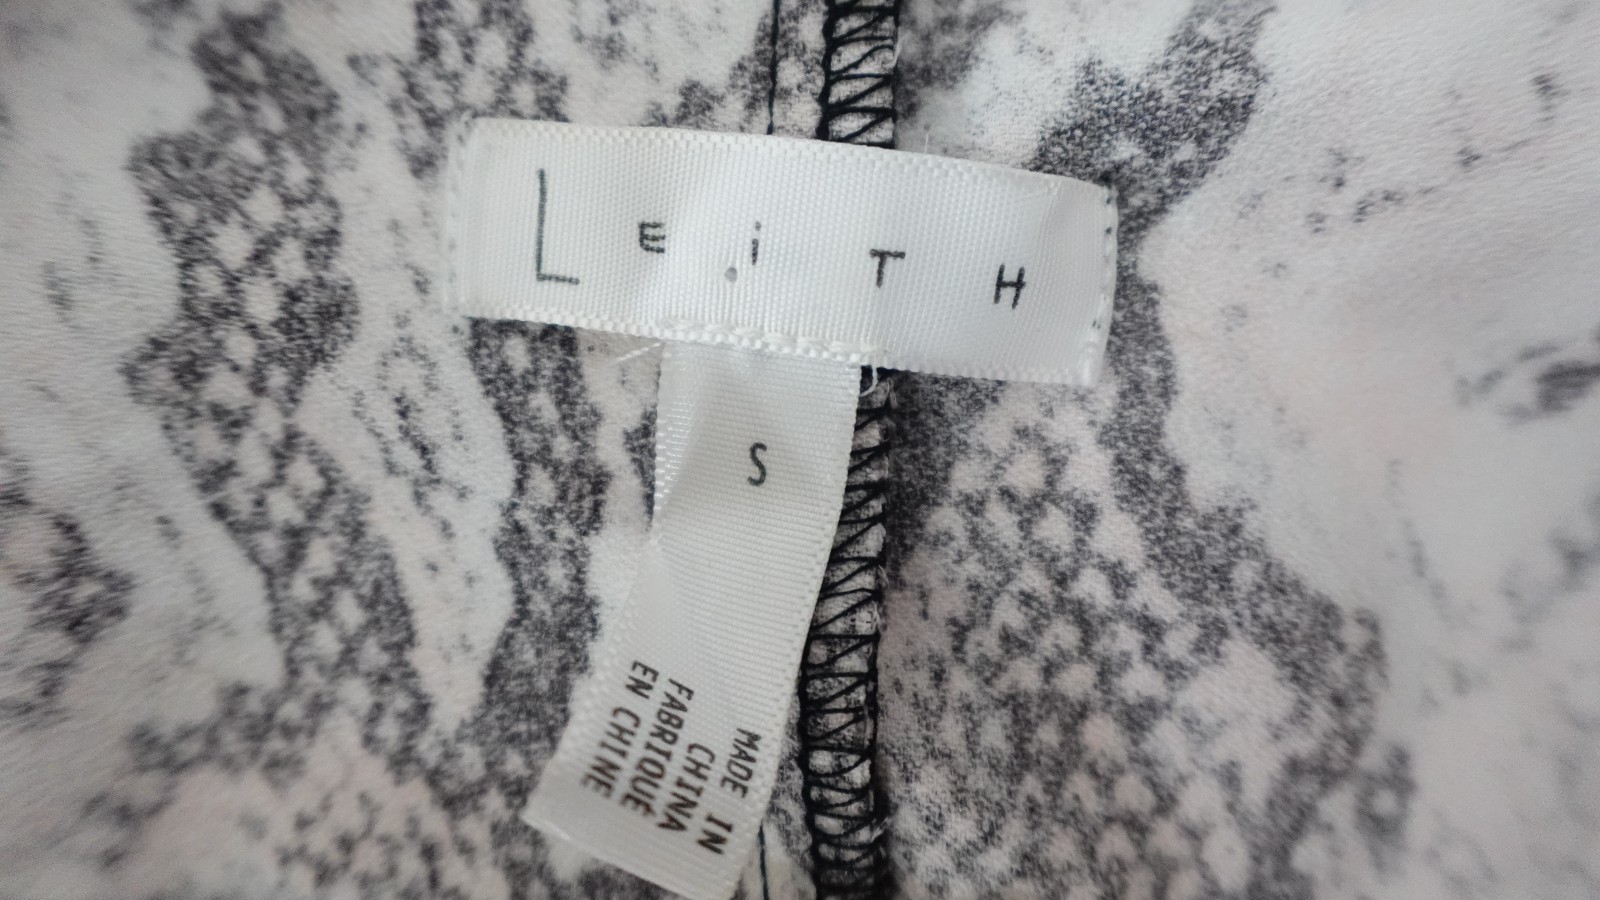 LEiTH
S
MADE IN
CHINA
FABRIQUÉ
EN CHINE